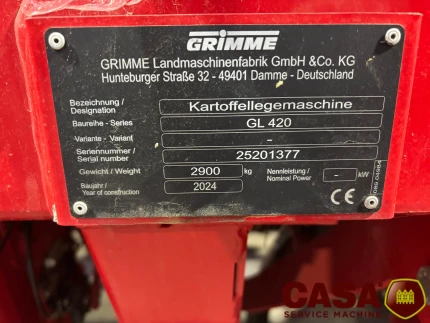 GRIMME
GRIMME Landmaschinenfabrik GmbH &Co. KG
Hunteburger Straße 32 - 49401 Damme - Deutschland
Bezeichnung / Designation Kartoffellegemaschine
Baureihe - Series GL 420
Variante - Variant -
Seriennummer / Serial number 25201377
Gewicht / Weight 2900 kg Nennleistung / Nominal Power - kW
Baujahr / Year of construction 2024 CE
CASA
SERVICE MACHINE